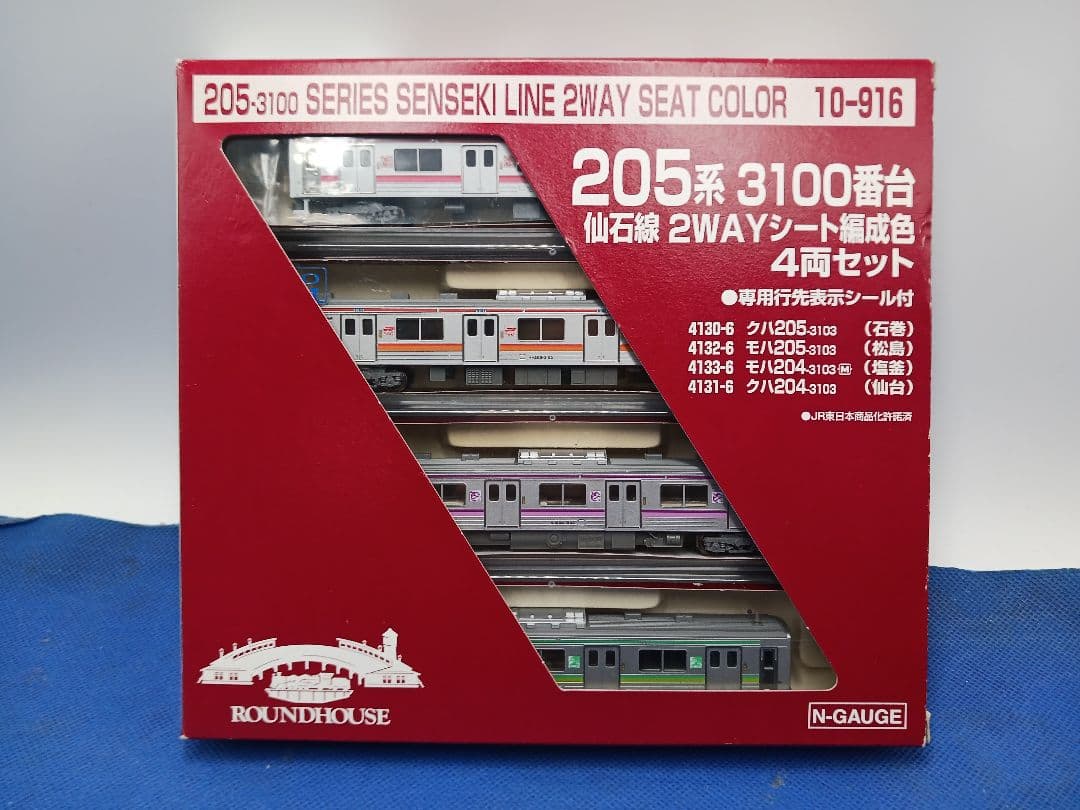 205-3100 SERIES SENSEKI LINE 2WAY SEAT COLOR 10-916
205系 3100番台
仙石線 2WAYシート編成色
4両セット
●専用行先表示シール付
4130-6 クハ205-3103 (石巻)
4132-6 モハ205-3103 (松島)
4133-6 モハ204-3103 M (塩釜)
4131-6 クハ204-3103 (仙台)
●JR東日本商品化許諾済
ROUNDHOUSE
N-GAUGE